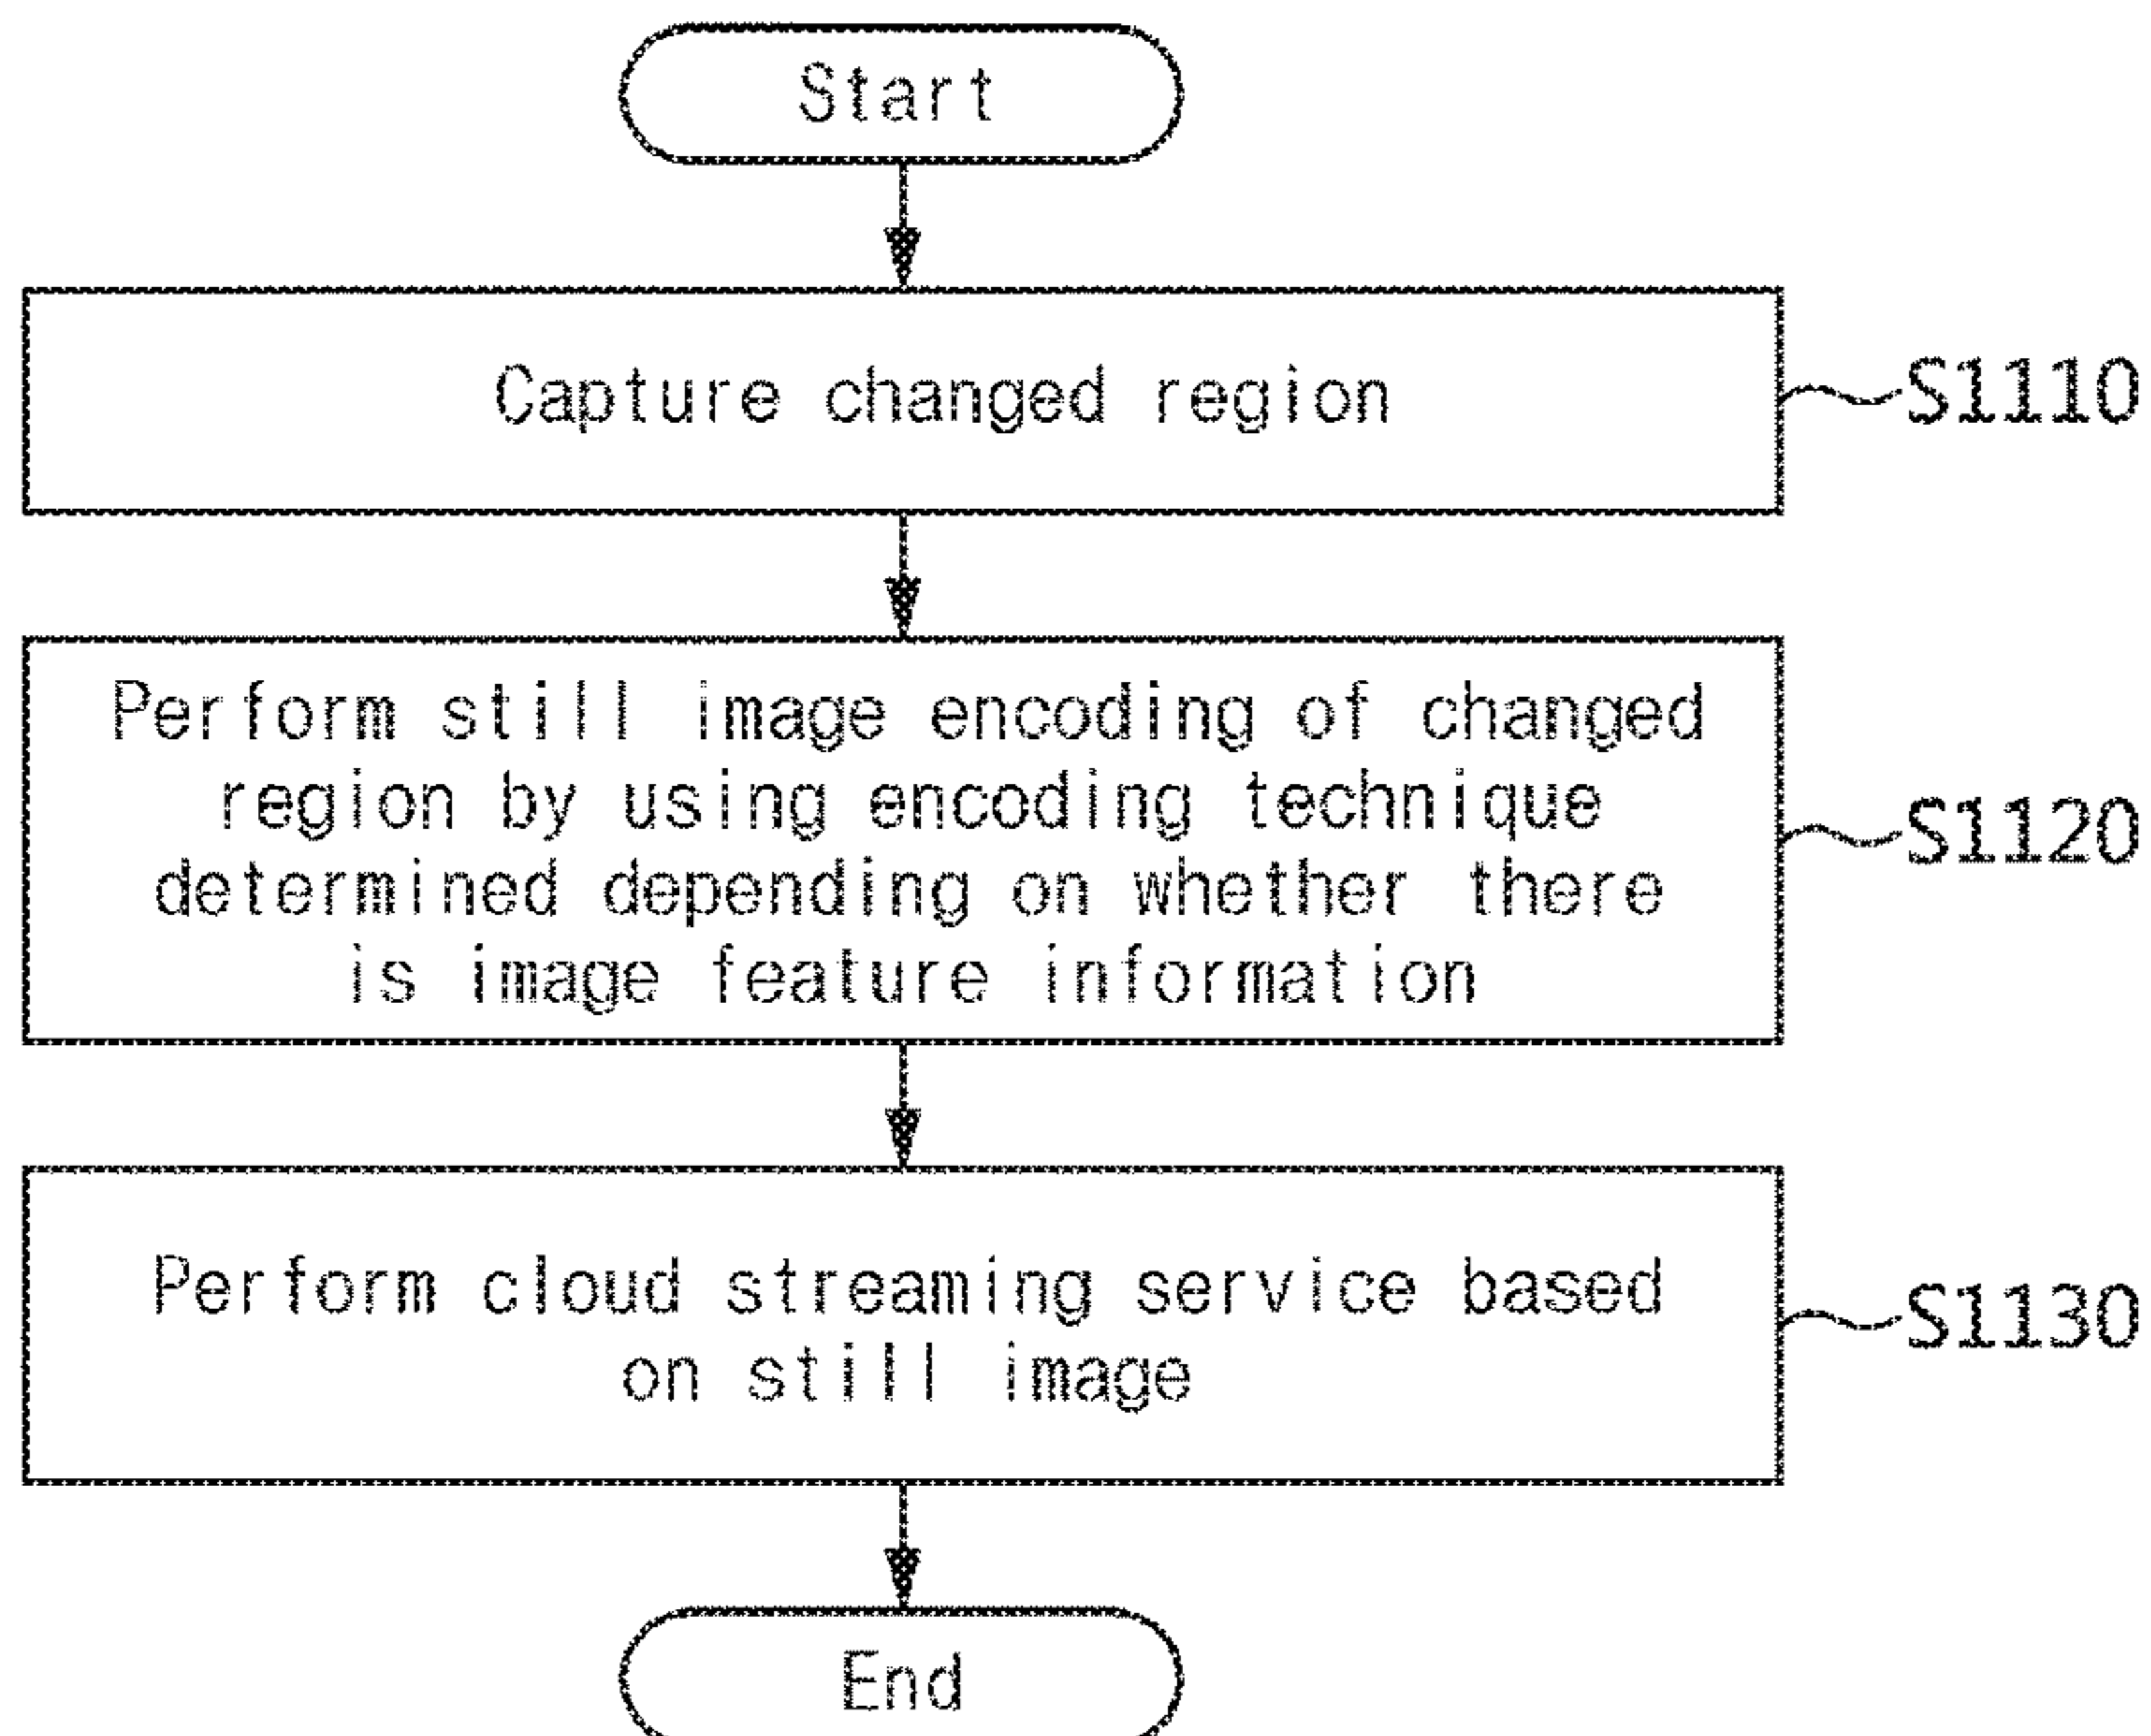 Start
Capture changed region
S1110
Perform still image encoding of changed
region by using encoding technique
determined depending on whether there
is image feature information
S1120
Perform cloud streaming service based
on still image
S1130
End